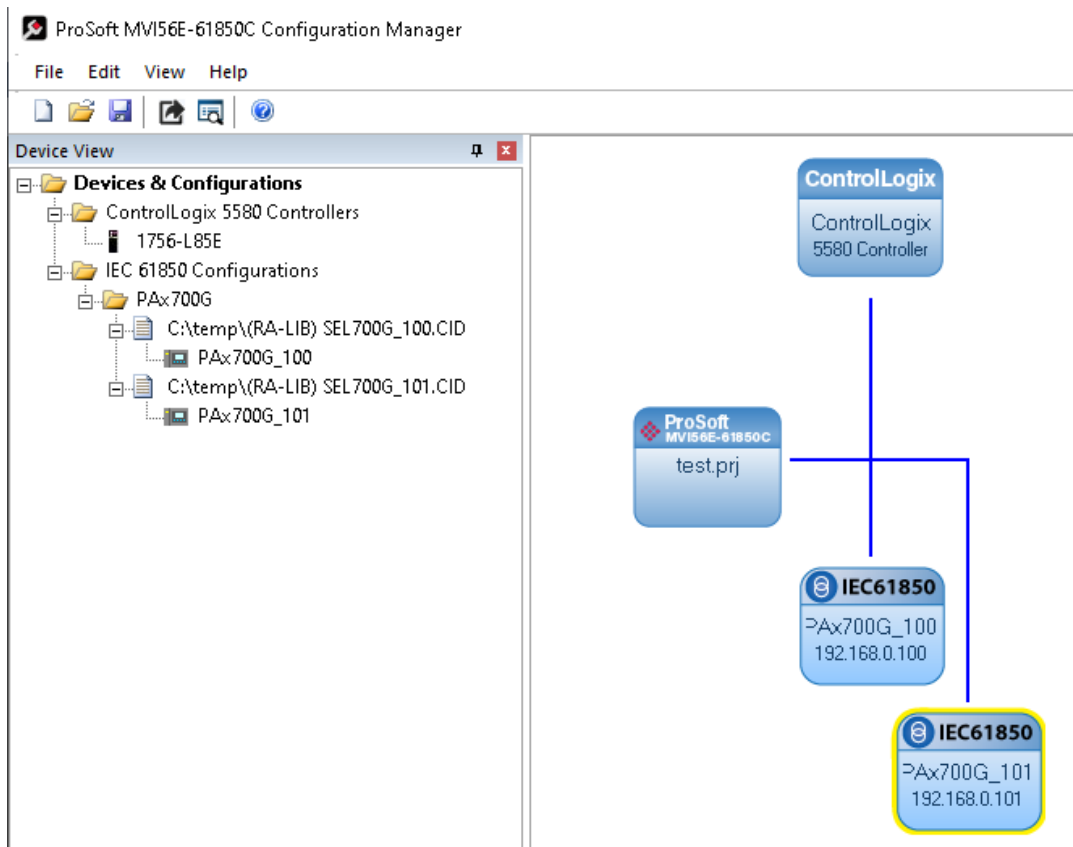 ProSoft MVI56E-61850C Configuration Manager
File Edit View Help
Device View
Devices & Configurations
ControlLogix 5580 Controllers
1756-L85E
IEC 61850 Configurations
PAx700G
C:\temp\(RA-LIB) SEL700G_100.CID
PAx700G_100
C:\temp\(RA-LIB) SEL700G_101.CID
PAx700G_101
ControlLogix
ControlLogix
5580 Controller
ProSoft
MVI56E-61850C
test.prj
IEC61850
PAx700G_100
192.168.0.100
IEC61850
PAx700G_101
192.168.0.101